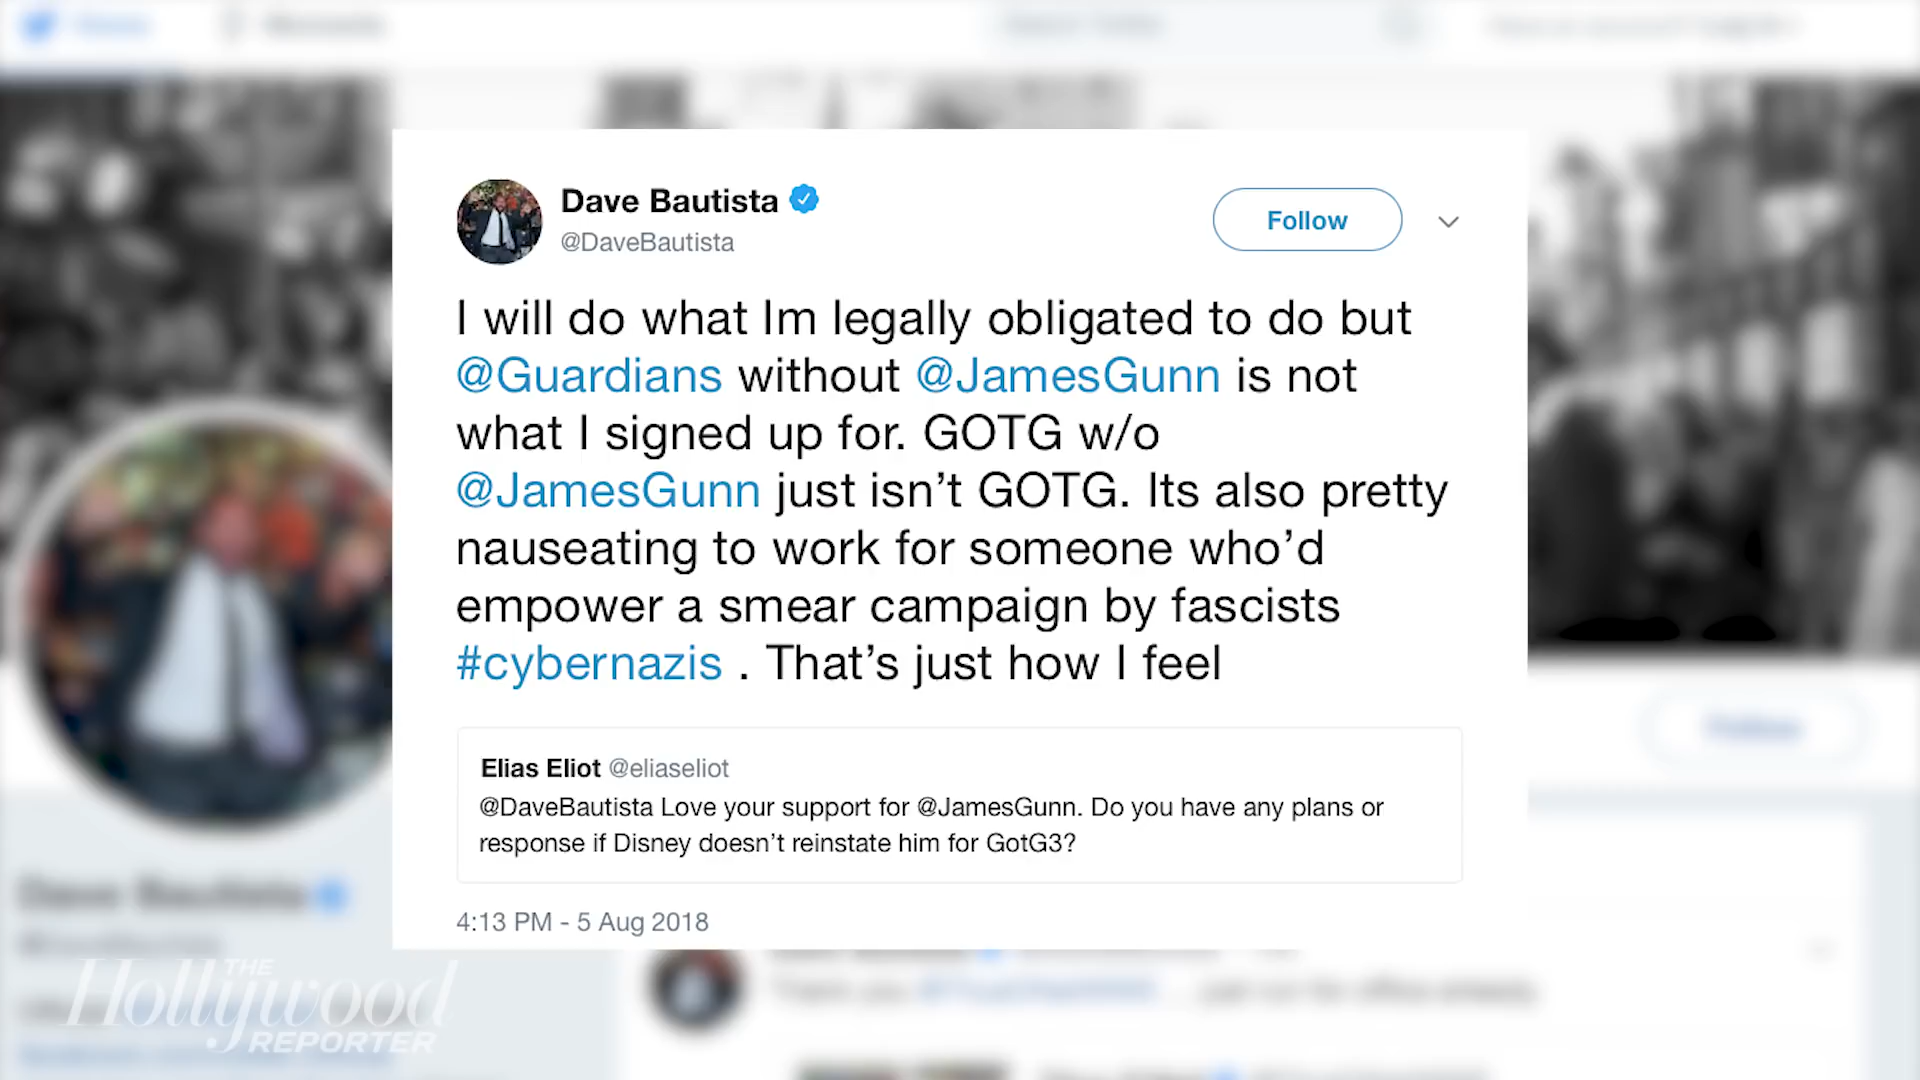 Dave Bautista
@DaveBautista
Follow
I will do what Im legally obligated to do but
@Guardians without @JamesGunn is not
what I signed up for. GOTG w/o
@JamesGunn just isn’t GOTG. Its also pretty
nauseating to work for someone who’d
empower a smear campaign by fascists
#cybernazis . That’s just how I feel
Elias Eliot @eliaseliot
@DaveBautista Love your support for @JamesGunn. Do you have any plans or
response if Disney doesn’t reinstate him for GotG3?
4:13 PM - 5 Aug 2018
Follow
Dave Bautista
THE
Hollywood
REPORTER